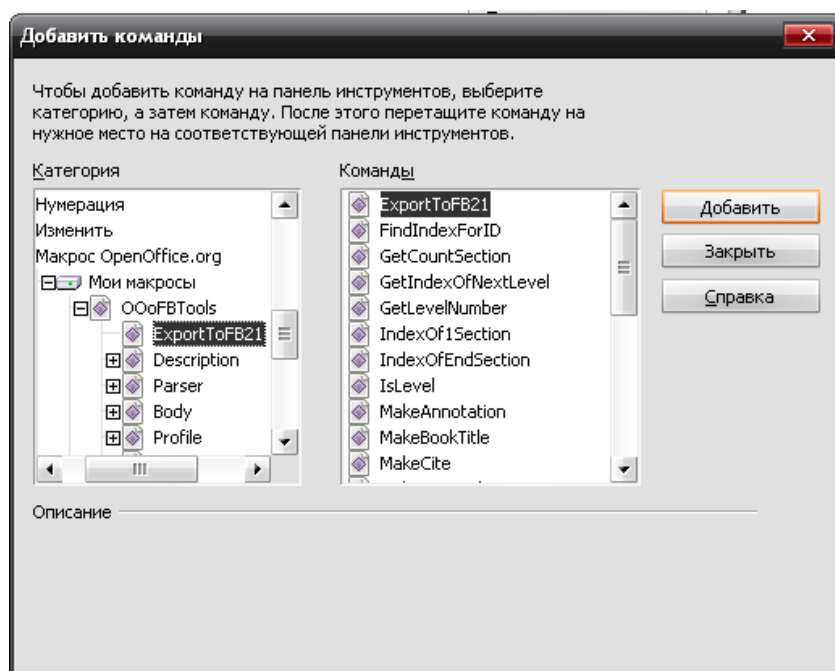 Добавить команды
Чтобы добавить команду на панель инструментов, выберите
категорию, а затем команду. После этого перетащите команду на
нужное место на соответствующей панели инструментов.
Категория
Нумерация
Изменить
Макрос OpenOffice.org
Мои макросы
OOoFBTools
ExportToFB21
Description
Parser
Body
Profile
Команды
ExportToFB21
FindIndexForID
GetCountSection
GetIndexOfNextLevel
GetLevelNumber
IndexOf1Section
IndexOfEndSection
IsLevel
MakeAnnotation
MakeBookTitle
MakeCite
Добавить
Закрыть
Справка
Описание